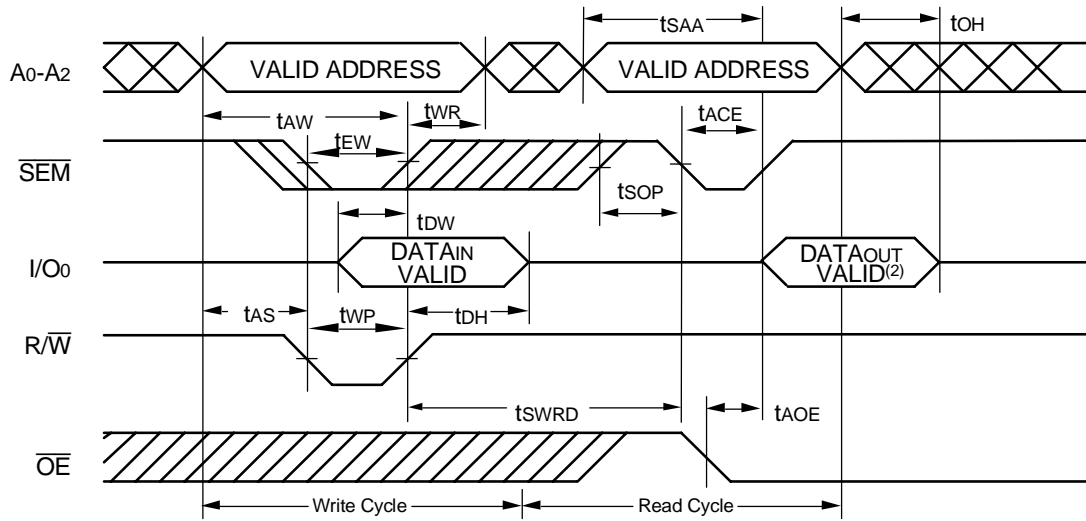 tSAA
tOH
A0-A2
VALID ADDRESS
VALID ADDRESS
tAW
tWR
tACE
tEW
SEM
tSOP
tDW
I/O0
DATAIN
VALID
DATAOUT
VALID(2)
tAS
tWP
tDH
R/W
tSWRD
tAOE
OE
Write Cycle
Read Cycle